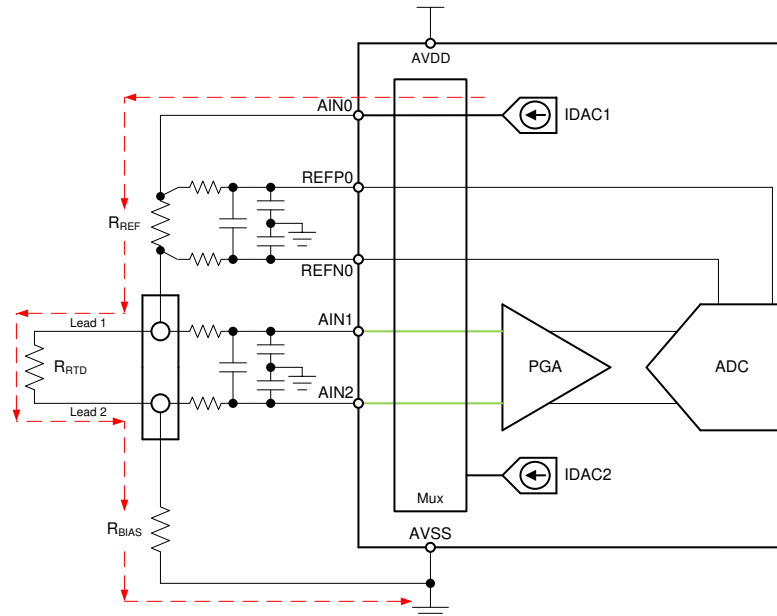 AVDD
AIN0
IDAC1
REFP0
RREF
REFN0
Lead 1
AIN1
RRTD
PGA
ADC
Lead 2
AIN2
IDAC2
Mux
RBIAS
AVSS